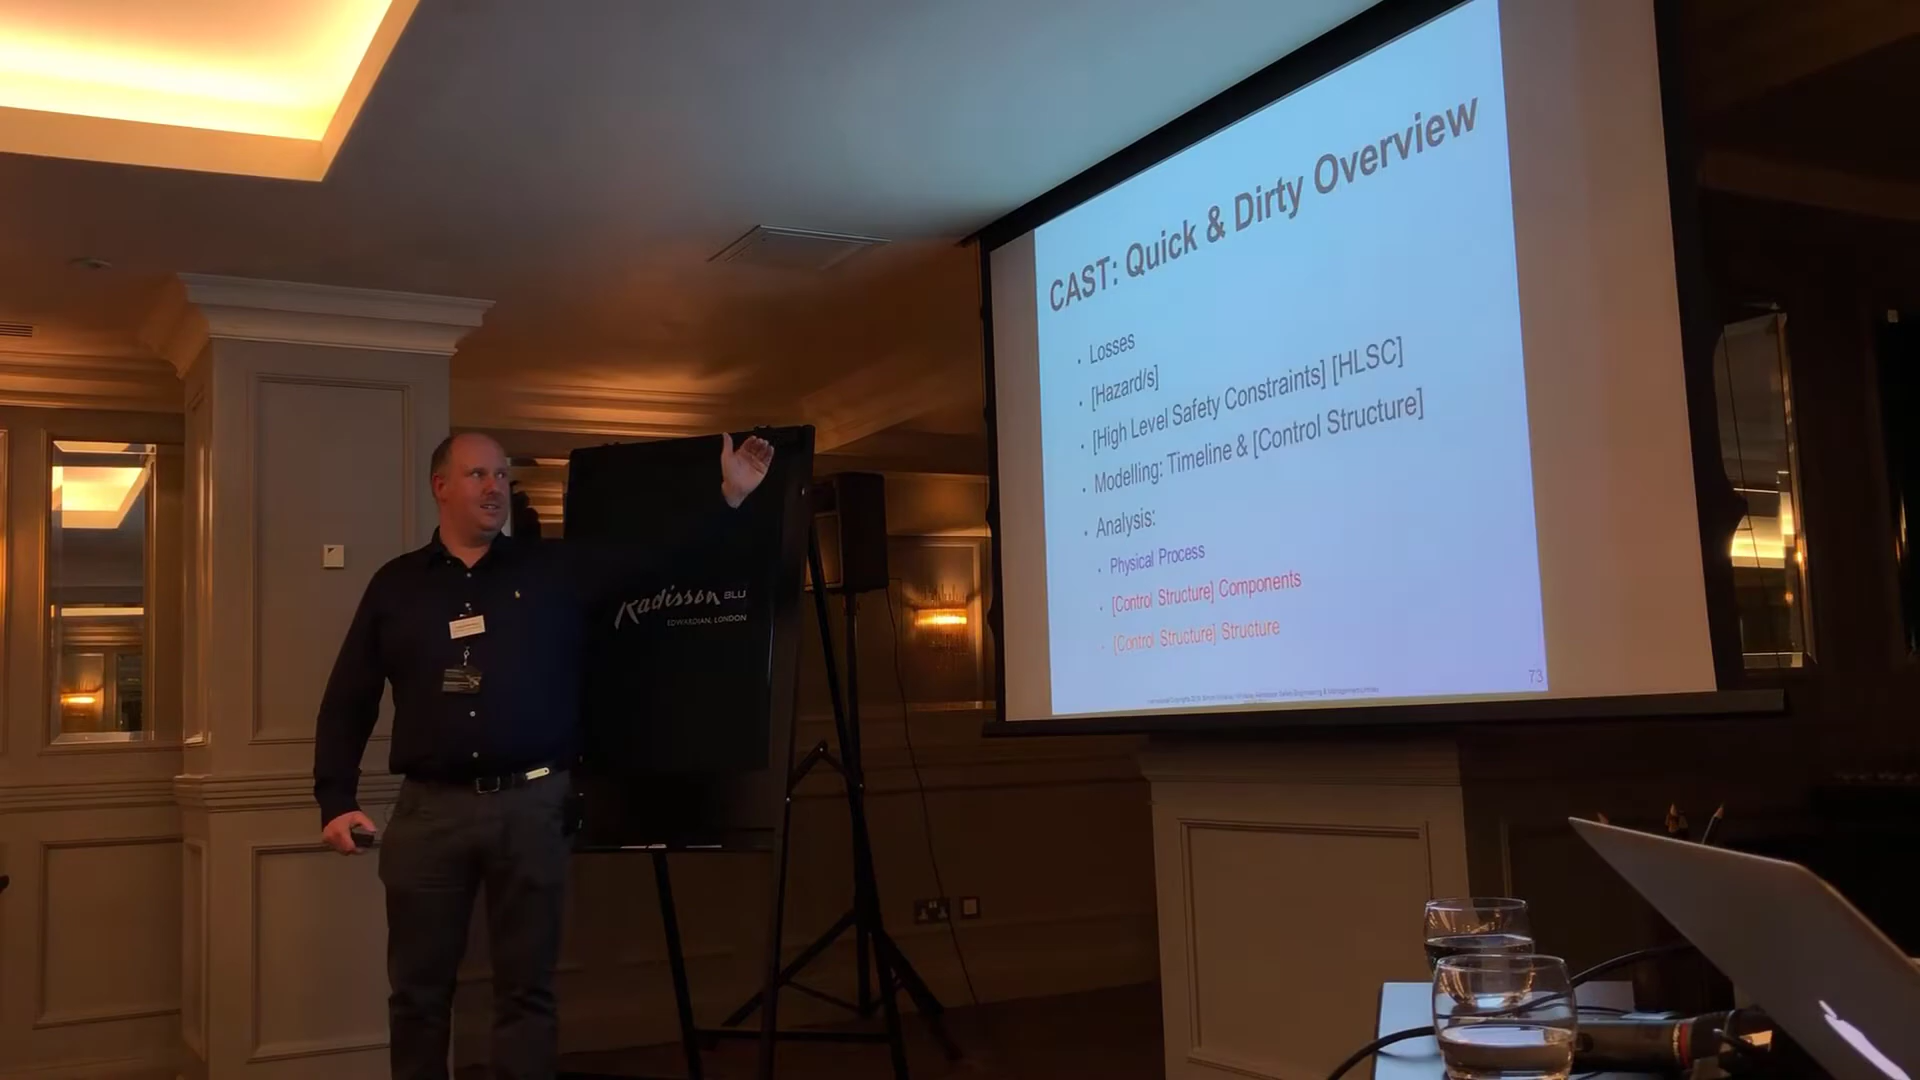 CAST: Quick & Dirty Overview
• Losses
• [Hazard/s]
• [High Level Safety Constraints] [HLSC]
• Modelling: Timeline & [Control Structure]
• Analysis:
• Physical Process
• [Control Structure] Components
• [Control Structure] Structure
73
Radisson BLU
EDWARDIAN, LONDON